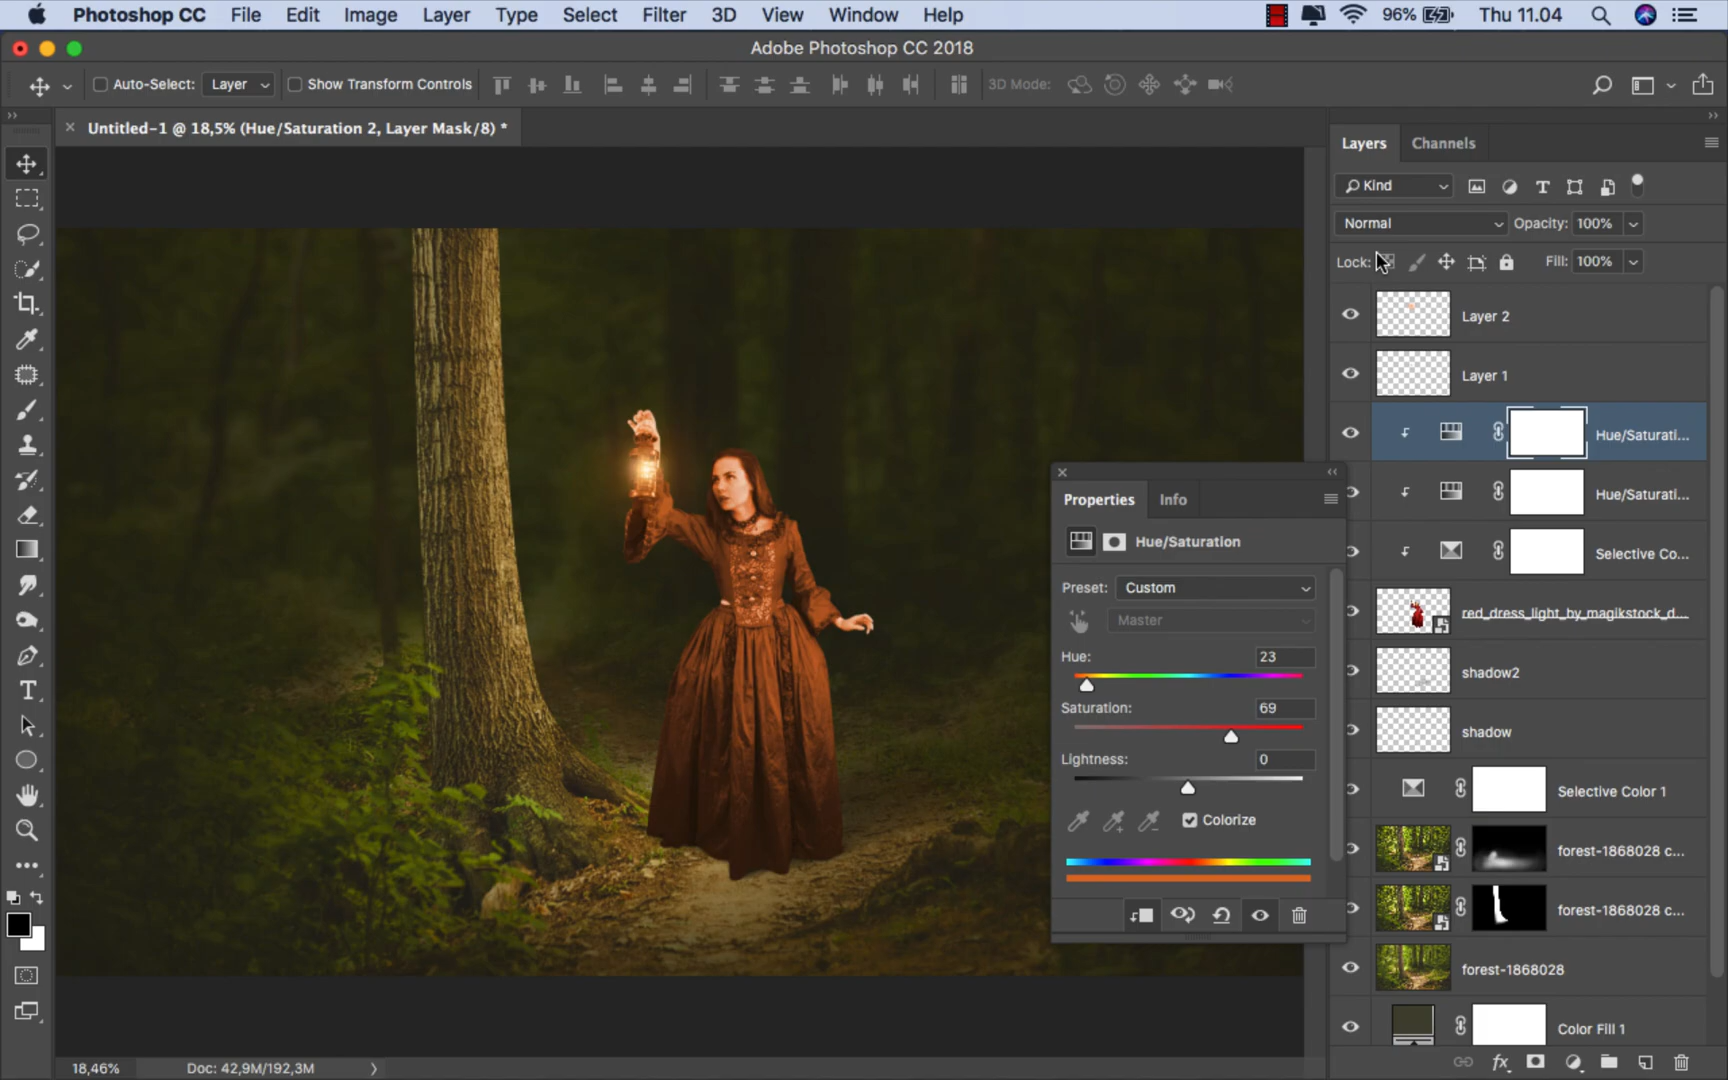 Photoshop CC File Edit Image Layer Type Select Filter 3D View Window Help 96% Thu 11.04
Adobe Photoshop CC 2018
Auto-Select: Layer Show Transform Controls 3D Mode:
Untitled-1 @ 18,5% (Hue/Saturation 2, Layer Mask/8) *
Layers Channels
Kind
Normal Opacity: 100%
Lock: Fill: 100%
Layer 2
Layer 1
Hue/Saturati...
Hue/Saturati...
Selective Co...
red_dress_light_by_magikstock_d...
shadow2
shadow
Selective Color 1
forest-1868028 c...
forest-1868028 c...
forest-1868028
Color Fill 1
Properties Info
Hue/Saturation
Preset: Custom
Master
Hue: 23
Saturation: 69
Lightness: 0
Colorize
18,46% Doc: 42,9M/192,3M